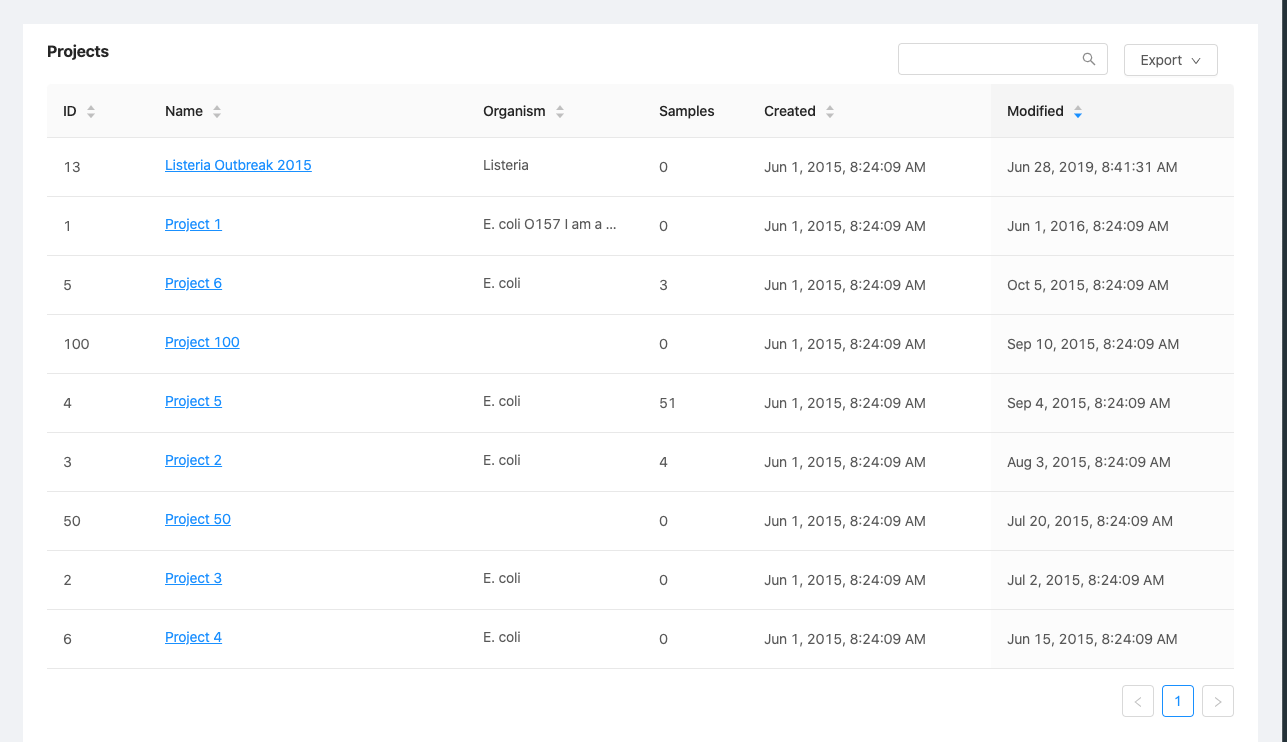 Projects
Export
ID Name Organism Samples Created Modified
13 Listeria Outbreak 2015 Listeria 0 Jun 1, 2015, 8:24:09 AM Jun 28, 2019, 8:41:31 AM
1 Project 1 E. coli O157 I am a ... 0 Jun 1, 2015, 8:24:09 AM Jun 1, 2016, 8:24:09 AM
5 Project 6 E. coli 3 Jun 1, 2015, 8:24:09 AM Oct 5, 2015, 8:24:09 AM
100 Project 100 0 Jun 1, 2015, 8:24:09 AM Sep 10, 2015, 8:24:09 AM
4 Project 5 E. coli 51 Jun 1, 2015, 8:24:09 AM Sep 4, 2015, 8:24:09 AM
3 Project 2 E. coli 4 Jun 1, 2015, 8:24:09 AM Aug 3, 2015, 8:24:09 AM
50 Project 50 0 Jun 1, 2015, 8:24:09 AM Jul 20, 2015, 8:24:09 AM
2 Project 3 E. coli 0 Jun 1, 2015, 8:24:09 AM Jul 2, 2015, 8:24:09 AM
6 Project 4 E. coli 0 Jun 1, 2015, 8:24:09 AM Jun 15, 2015, 8:24:09 AM
1